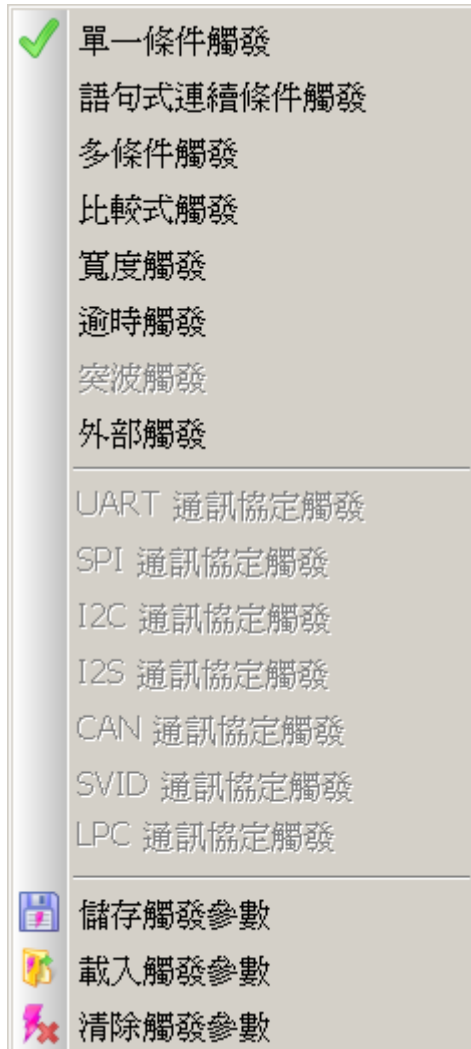 單一條件觸發
語句式連續條件觸發
多條件觸發
比較式觸發
寬度觸發
逾時觸發
突波觸發
外部觸發
UART 通訊協定觸發
SPI 通訊協定觸發
I2C 通訊協定觸發
I2S 通訊協定觸發
CAN 通訊協定觸發
SVID 通訊協定觸發
LPC 通訊協定觸發
儲存觸發參數
載入觸發參數
清除觸發參數